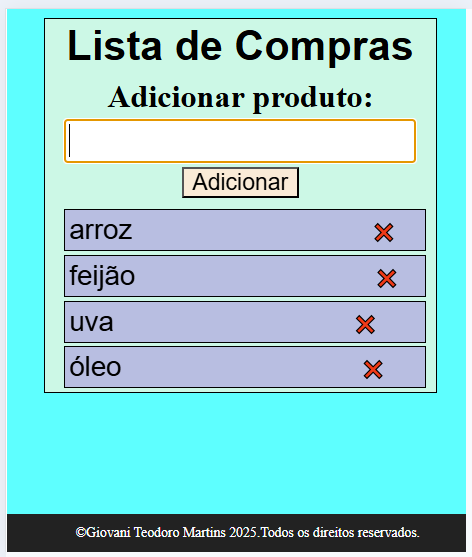 Lista de Compras
Adicionar produto:
Adicionar
arroz
feijão
uva
óleo
©Giovani Teodoro Martins 2025.Todos os direitos reservados.